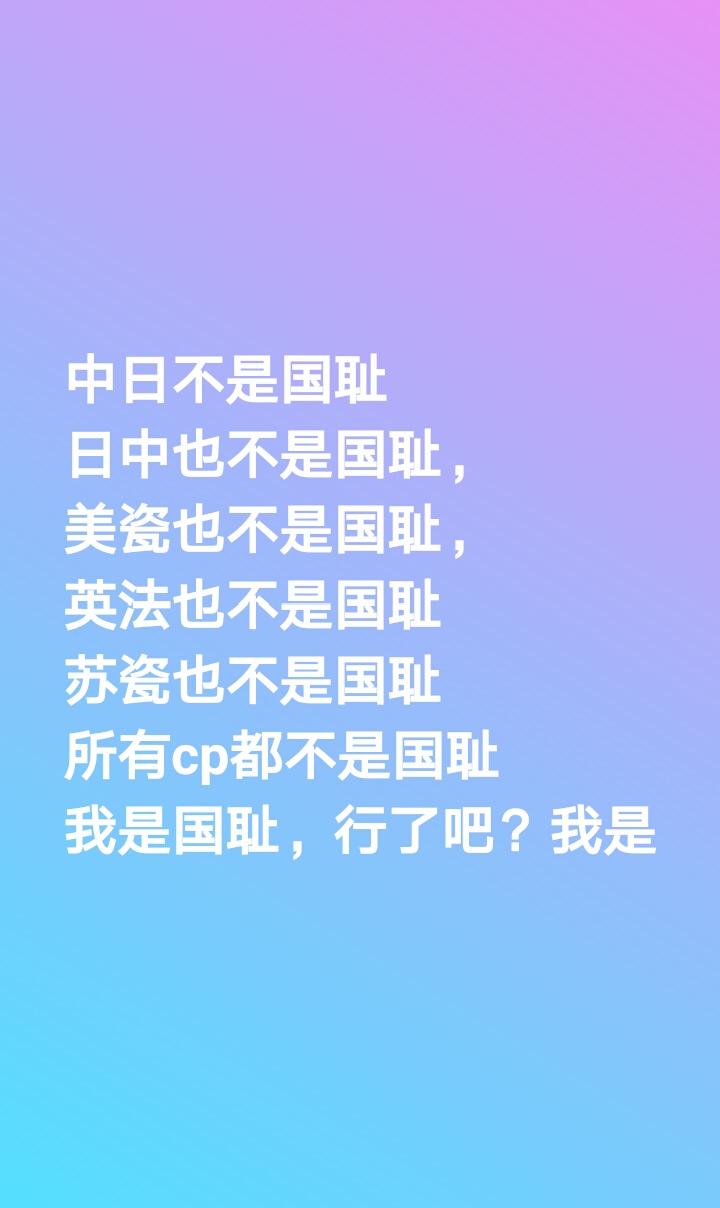 中日不是国耻
日中也不是国耻，
美瓷也不是国耻，
英法也不是国耻
苏瓷也不是国耻
所有cp都不是国耻
我是国耻，行了吧？我是